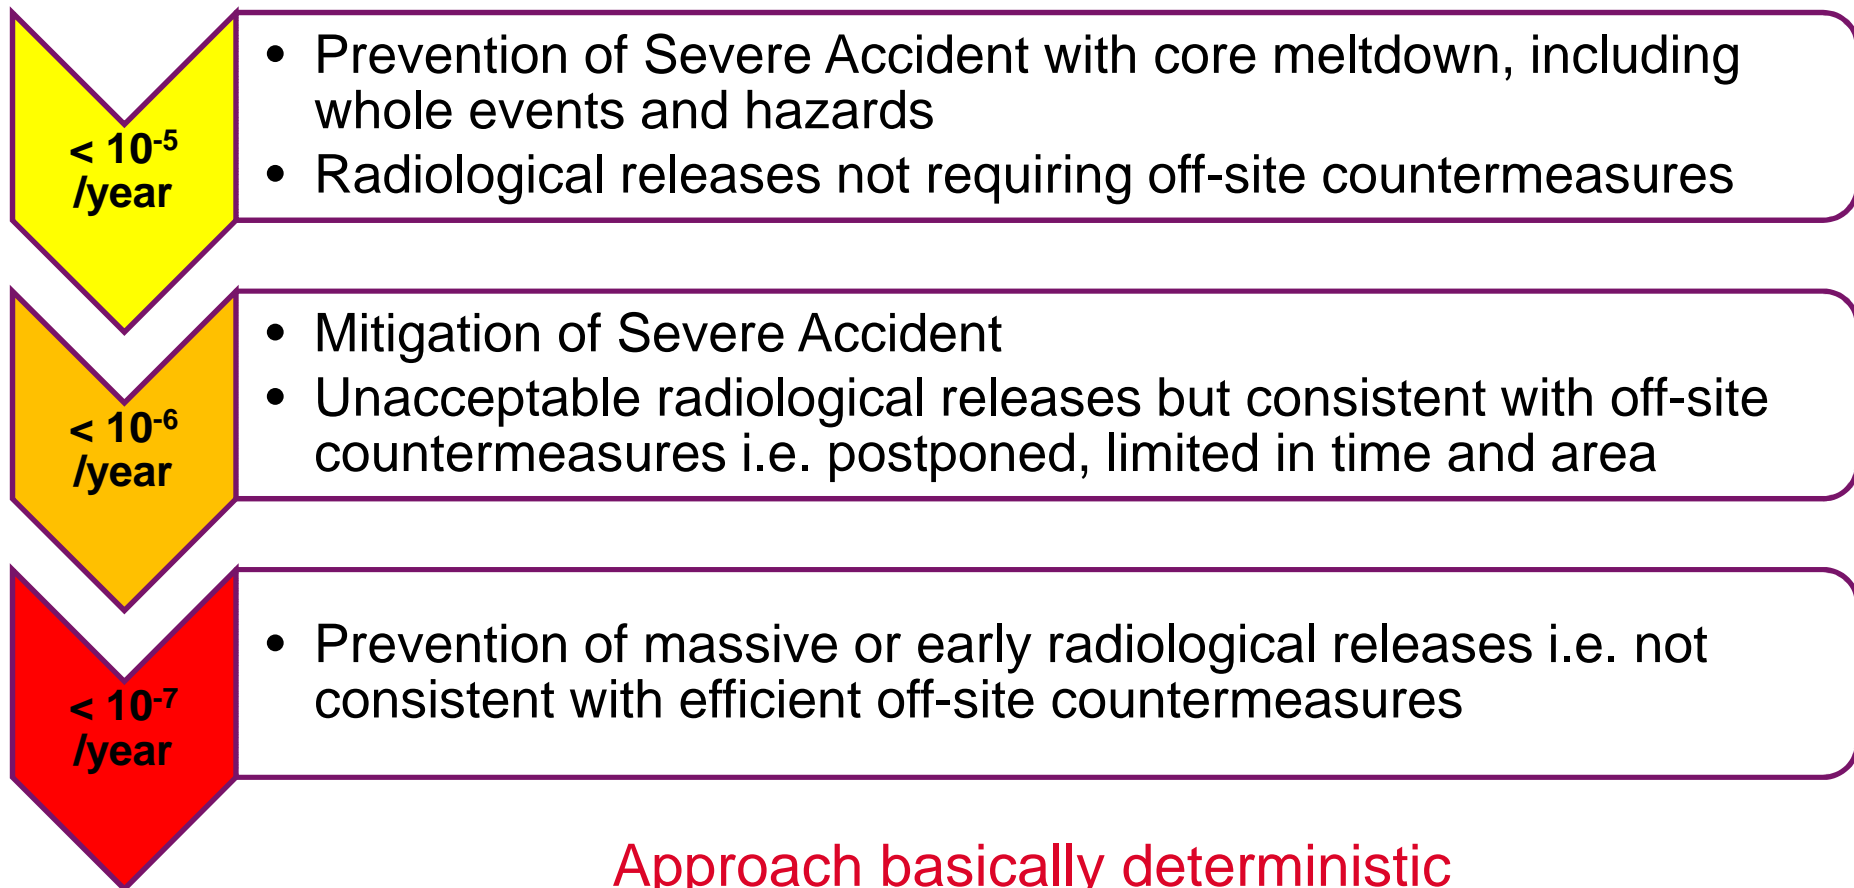 < 10⁻⁵
/year
• Prevention of Severe Accident with core meltdown, including
whole events and hazards
• Radiological releases not requiring off-site countermeasures
< 10⁻⁶
/year
• Mitigation of Severe Accident
• Unacceptable radiological releases but consistent with off-site
countermeasures i.e. postponed, limited in time and area
< 10⁻⁷
/year
• Prevention of massive or early radiological releases i.e. not
consistent with efficient off-site countermeasures
Approach basically deterministic